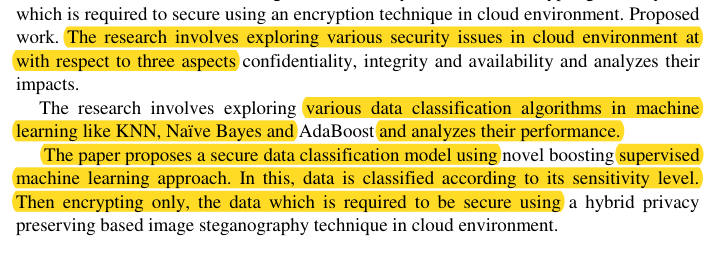 which is required to secure using an encryption technique in cloud environment. Proposed
work. The research involves exploring various security issues in cloud environment at
with respect to three aspects confidentiality, integrity and availability and analyzes their
impacts.
The research involves exploring various data classification algorithms in machine
learning like KNN, Naïve Bayes and AdaBoost and analyzes their performance.
The paper proposes a secure data classification model using novel boosting supervised
machine learning approach. In this, data is classified according to its sensitivity level.
Then encrypting only, the data which is required to be secure using a hybrid privacy
preserving based image steganography technique in cloud environment.